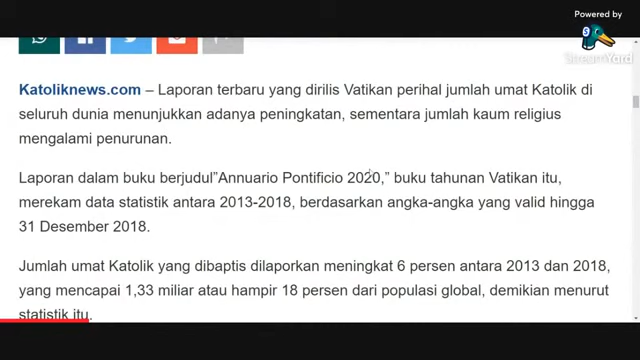 Powered by
StreamYard
Katoliknews.com – Laporan terbaru yang dirilis Vatikan perihal jumlah umat Katolik di
seluruh dunia menunjukkan adanya peningkatan, sementara jumlah kaum religius
mengalami penurunan.
Laporan dalam buku berjudul”Annuario Pontificio 2020,” buku tahunan Vatikan itu,
merekam data statistik antara 2013-2018, berdasarkan angka-angka yang valid hingga
31 Desember 2018.
Jumlah umat Katolik yang dibaptis dilaporkan meningkat 6 persen antara 2013 dan 2018,
yang mencapai 1,33 miliar atau hampir 18 persen dari populasi global, demikian menurut
statistik itu.